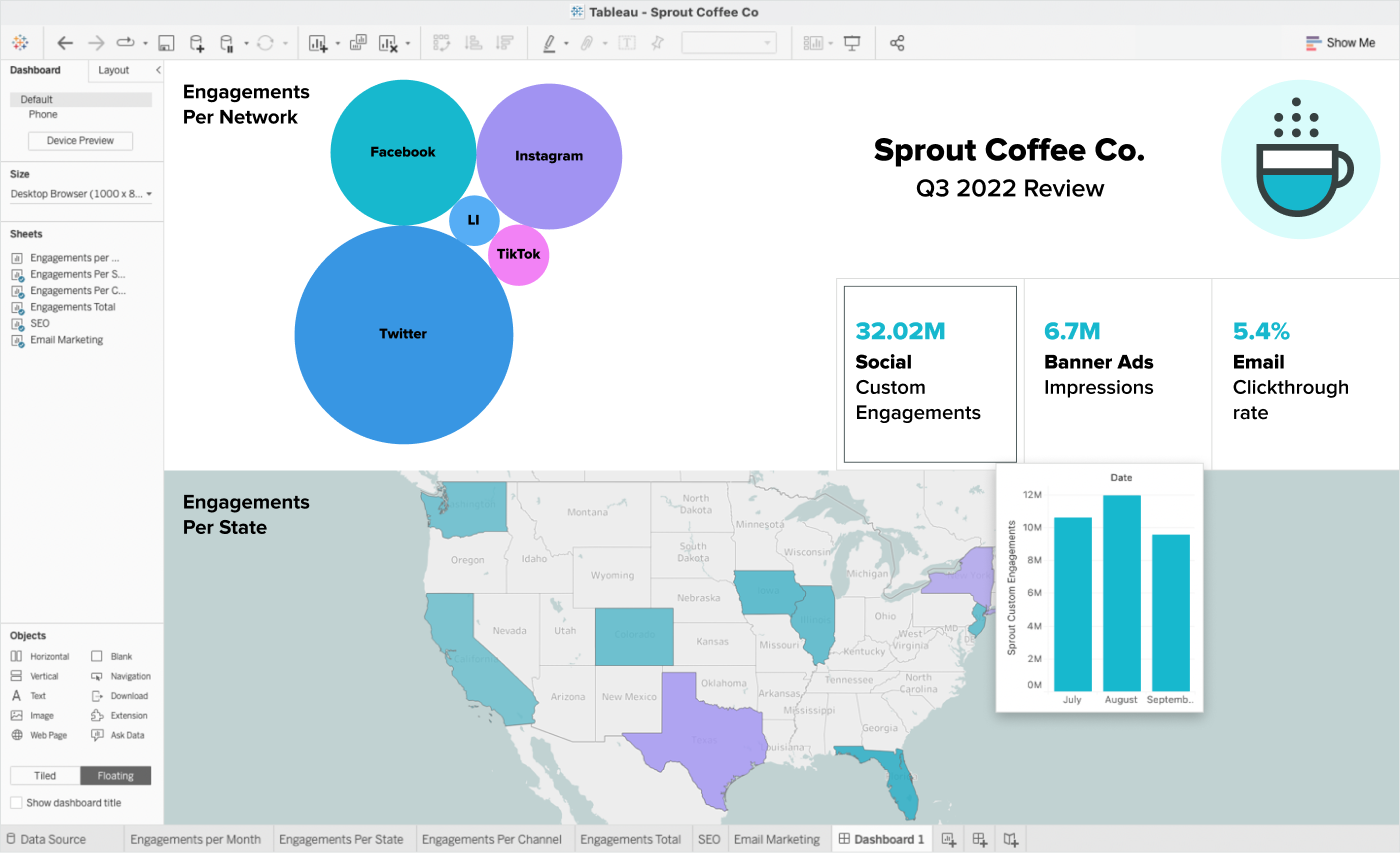 Tableau - Sprout Coffee Co
Show Me
Dashboard
Layout
Default
Phone
Device Preview
Size
Desktop Browser (1000 x 8...
Sheets
Engagements per ...
Engagements Per S...
Engagements Per C...
Engagements Total
SEO
Email Marketing
Objects
Horizontal
Blank
Vertical
Navigation
Text
Download
Image
Extension
Web Page
Ask Data
Tiled
Floating
Show dashboard title
Engagements
Per Network
Facebook
Instagram
LI
TikTok
Twitter
Sprout Coffee Co.
Q3 2022 Review
32.02M
Social
Custom
Engagements
6.7M
Banner Ads
Impressions
5.4%
Email
Clickthrough
rate
Engagements
Per State
Montana
North
Dakota
Minnesota
Oregon
Idaho
Wyoming
South
Dakota
Wisconsin
Michigan
Nebraska
Iowa
Nevada
Utah
Colorado
Kansas
Missouri
Illinois
Ohio
West
Virginia
Kentucky
Virginia
MD
California
Arizona
New Mexico
Oklahoma
Arkansas
Tennessee
North
Carolina
Mississippi
Georgia
Texas
Louisiana
Date
Sprout Custom Engagements
12M
10M
8M
6M
4M
2M
0M
July
August
Septemb..
Data Source
Engagements per Month
Engagements Per State
Engagements Per Channel
Engagements Total
SEO
Email Marketing
Dashboard 1